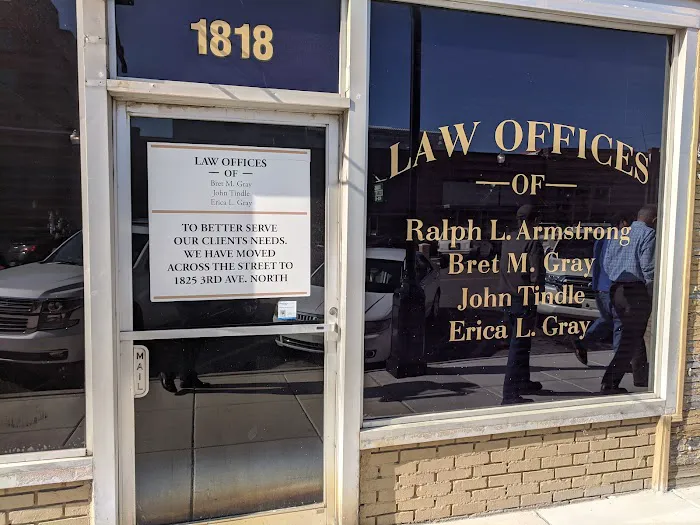 1818
LAW OFFICES
— OF —
Bret M. Gray
John Tindle
Erica L. Gray
TO BETTER SERVE
OUR CLIENTS NEEDS.
WE HAVE MOVED
ACROSS THE STREET TO
1825 3RD AVE. NORTH
MAIL
LAW OFFICES
— OF —
Ralph L. Armstrong
Bret M. Gray
John Tindle
Erica L. Gray